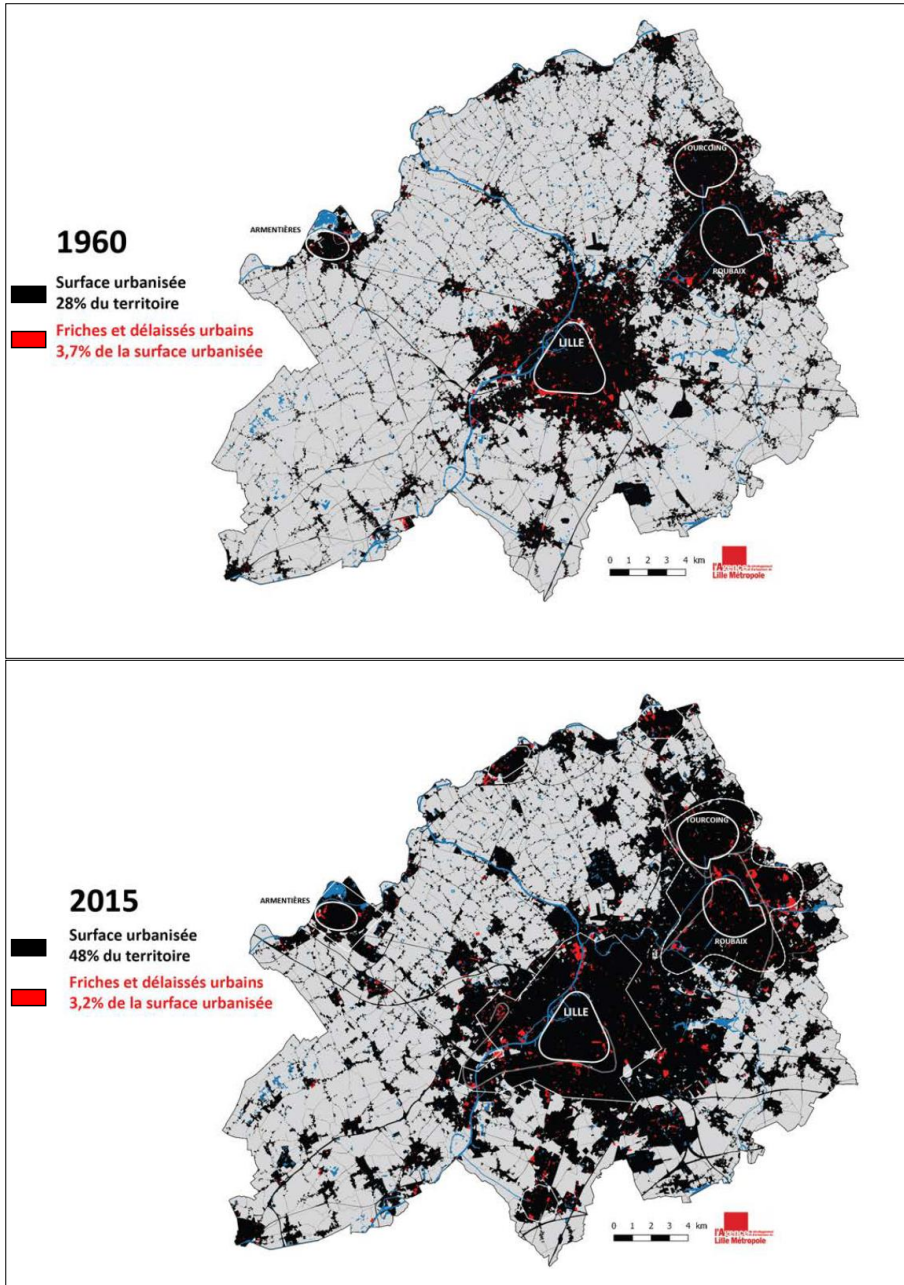 TOURCOING
ARMENTIÈRES
1960
ROUBAIX
Surface urbanisée
28% du territoire
Friches et délaissés urbains
3,7% de la surface urbanisée
LILLE
0 1 2 3 4 km
Lille Métropole
TOURCOING
2015
ARMENTIÈRES
Surface urbanisée
48% du territoire
ROUBAIX
Friches et délaissés urbains
3,2% de la surface urbanisée
LILLE
0 1 2 3 4 km
Lille Métropole